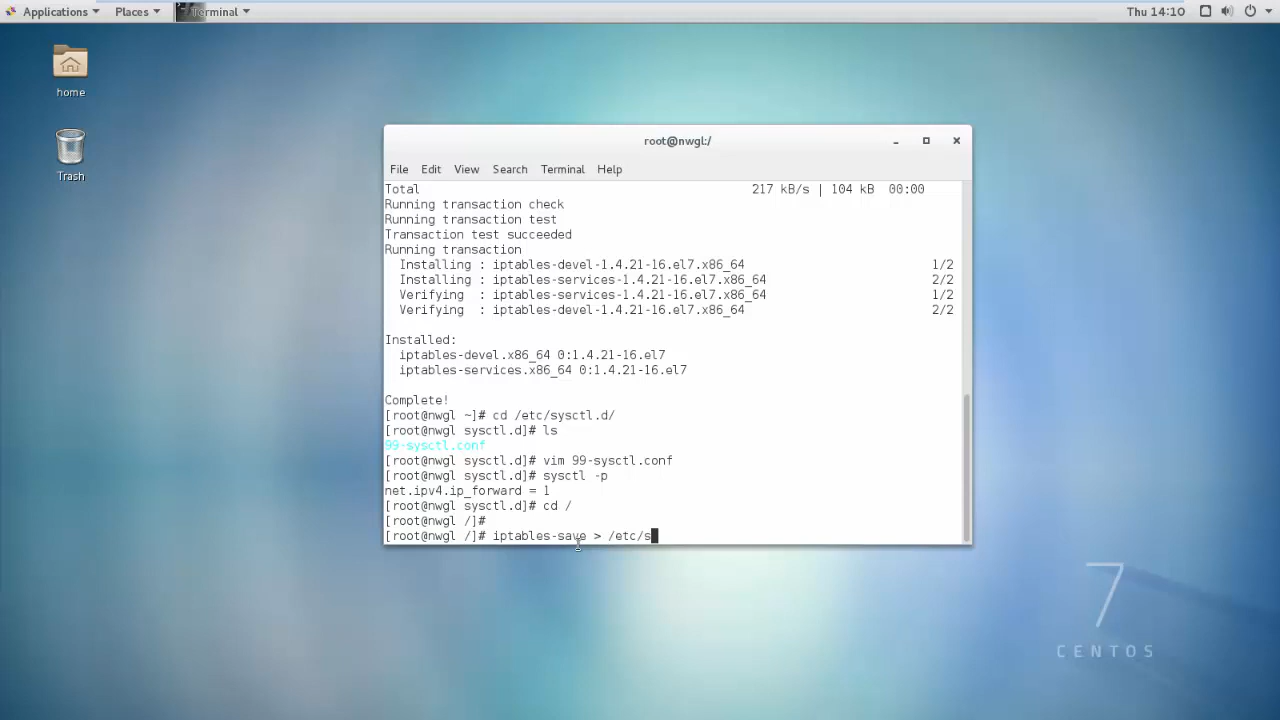 Applications Places Terminal Thu 14:10
home
Trash
root@nwgl:/
File Edit View Search Terminal Help
Total 217 kB/s | 104 kB 00:00
Running transaction check
Running transaction test
Transaction test succeeded
Running transaction
Installing : iptables-devel-1.4.21-16.el7.x86_64 1/2
Installing : iptables-services-1.4.21-16.el7.x86_64 2/2
Verifying : iptables-services-1.4.21-16.el7.x86_64 1/2
Verifying : iptables-devel-1.4.21-16.el7.x86_64 2/2
Installed:
iptables-devel.x86_64 0:1.4.21-16.el7
iptables-services.x86_64 0:1.4.21-16.el7
Complete!
[root@nwgl ~]# cd /etc/sysctl.d/
[root@nwgl sysctl.d]# ls
99-sysctl.conf
[root@nwgl sysctl.d]# vim 99-sysctl.conf
[root@nwgl sysctl.d]# sysctl -p
net.ipv4.ip_forward = 1
[root@nwgl sysctl.d]# cd /
[root@nwgl /]#
[root@nwgl /]# iptables-save > /etc/s
7
CENTOS